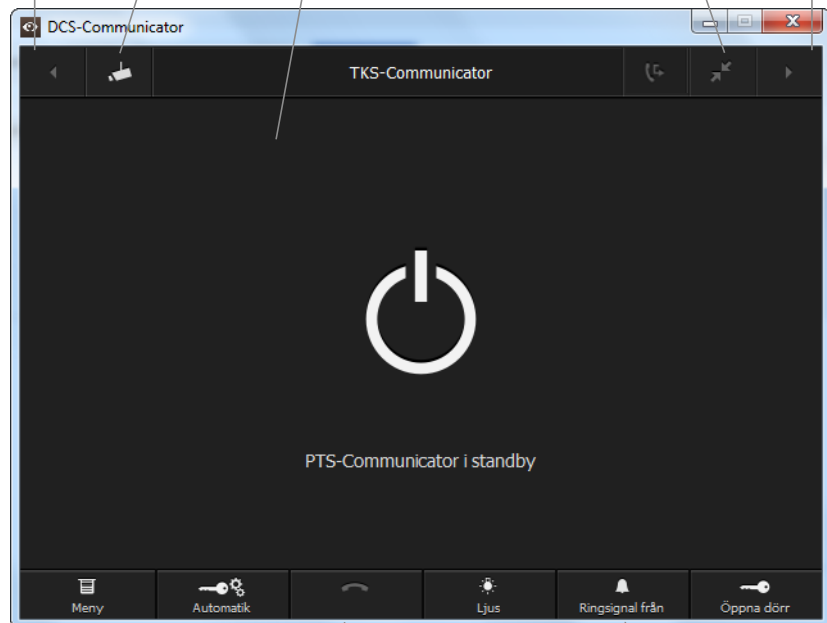 DCS-Communicator
TKS-Communicator
PTS-Communicator i standby
Meny
Automatik
Ljus
Ringsignal från
Öppna dörr